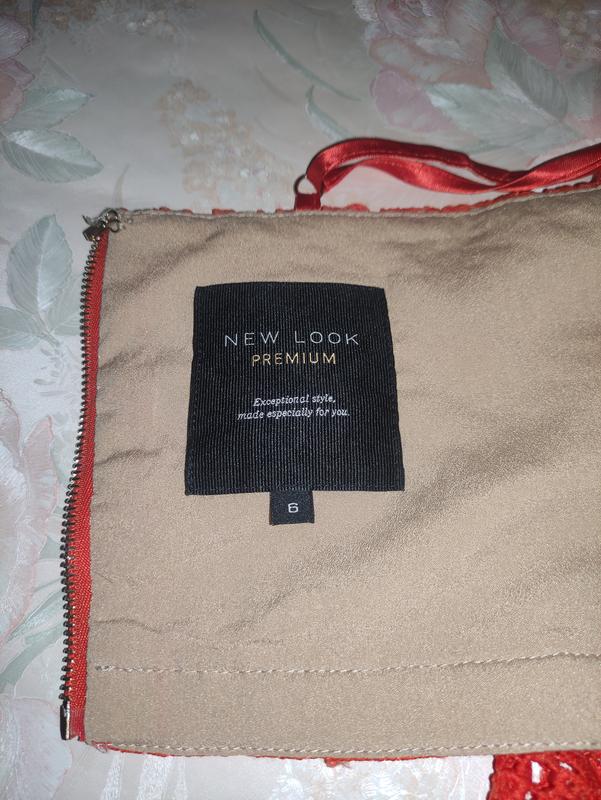 NEW LOOK
PREMIUM
Exceptional style,
made especially for you.
6